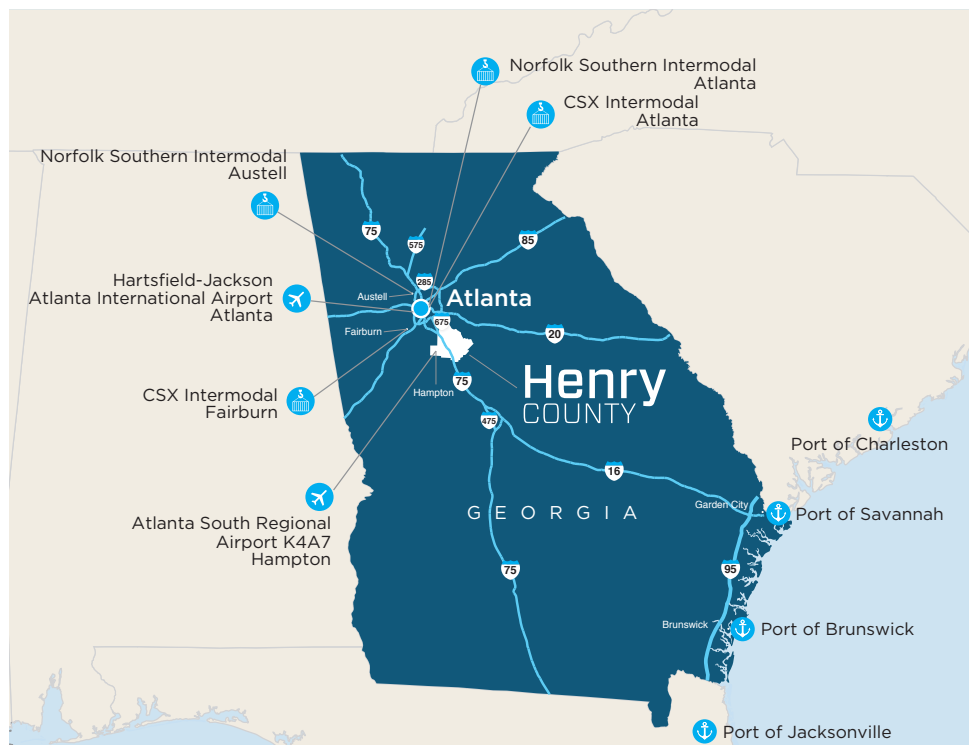 Norfolk Southern Intermodal
Atlanta
CSX Intermodal
Atlanta
Norfolk Southern Intermodal
Austell
75
575
85
285
Hartsfield-Jackson
Atlanta International Airport
Atlanta
Austell
Atlanta
675
Fairburn
20
Hampton
75
Henry
COUNTY
CSX Intermodal
Fairburn
475
Port of Charleston
16
Atlanta South Regional
Airport K4A7
Hampton
GEORGIA
Garden City
Port of Savannah
75
95
Brunswick
Port of Brunswick
Port of Jacksonville